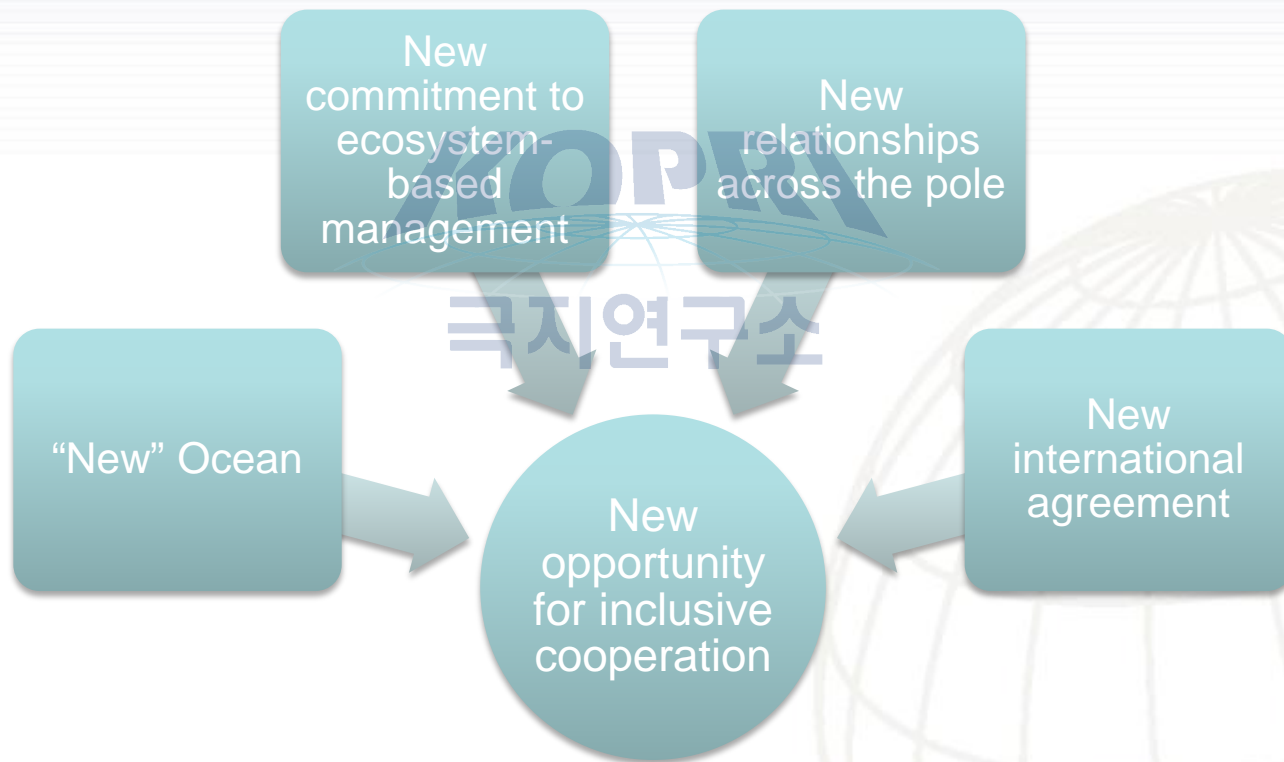 New
commitment to
ecosystem-
based
management
New
relationships
across the pole
KOPRI
극지연구소
“New” Ocean
New
international
agreement
New
opportunity
for inclusive
cooperation